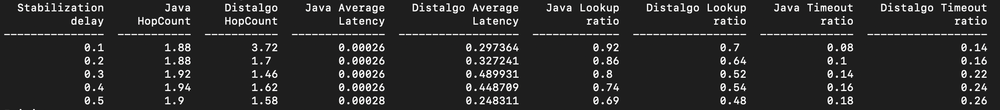 Stabilization Java Distalgo Java Average Distalgo Average Java Lookup Distalgo Lookup Java Timeout Distalgo Timeout
delay HopCount HopCount Latency Latency ratio ratio ratio ratio
--------------- ----------- ----------- -------------- ------------------ ------------- ----------------- -------------- ------------------
0.1 1.88 3.72 0.00026 0.297364 0.92 0.7 0.08 0.14
0.2 1.88 1.7 0.00026 0.327241 0.86 0.64 0.1 0.16
0.3 1.92 1.46 0.00026 0.489931 0.8 0.52 0.14 0.22
0.4 1.94 1.62 0.00026 0.448709 0.74 0.54 0.16 0.24
0.5 1.9 1.58 0.00028 0.248311 0.69 0.48 0.18 0.26